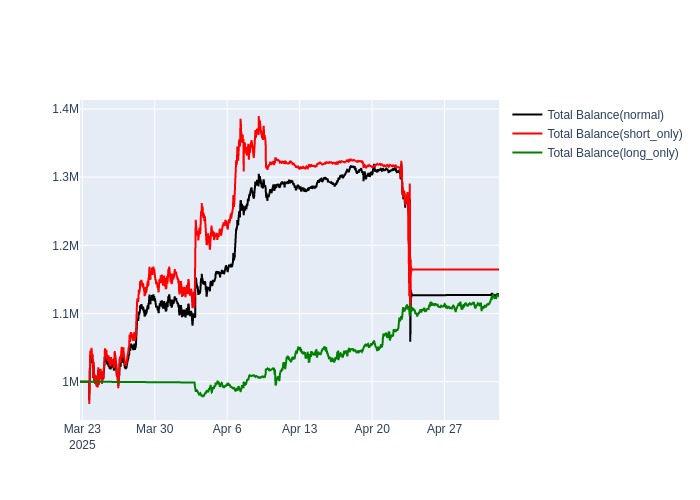 1.4M
1.3M
1.2M
1.1M
1M
Mar 23
2025
Mar 30
Apr 6
Apr 13
Apr 20
Apr 27
Total Balance(normal)
Total Balance(short_only)
Total Balance(long_only)